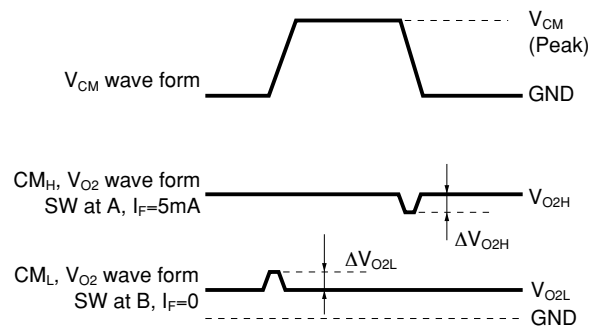 V_CM
(Peak)
V_CM wave form
GND
CM_H, V_O2 wave form
SW at A, I_F=5mA
V_O2H
ΔV_O2H
CM_L, V_O2 wave form
SW at B, I_F=0
ΔV_O2L
V_O2L
GND